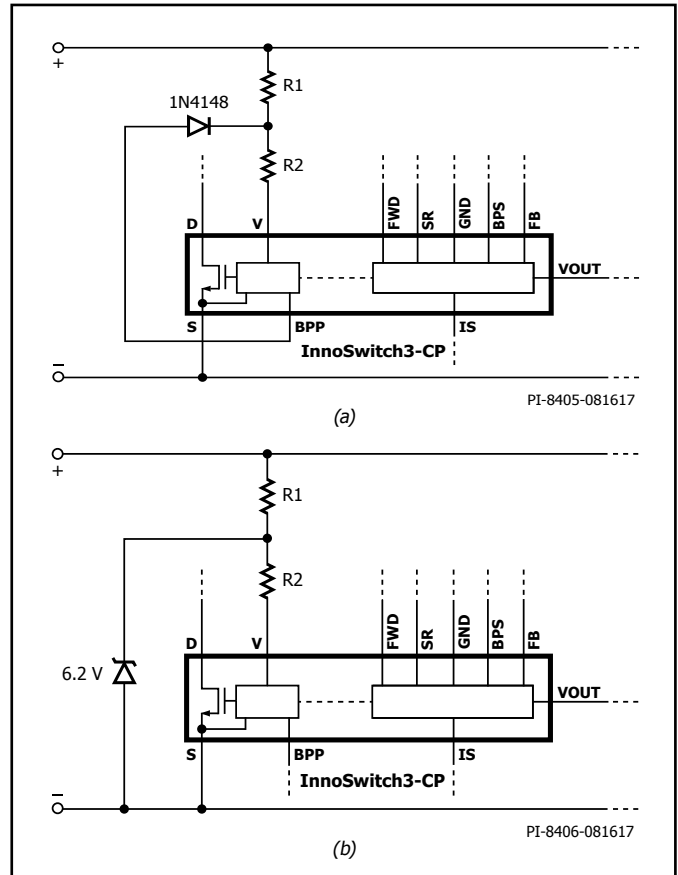 +
R1
1N4148
R2
D
V
FWD
SR
GND
BPS
FB
VOUT
S
BPP
IS
InnoSwitch3-CP
–
PI-8405-081617
(a)
+
R1
R2
6.2 V
D
V
FWD
SR
GND
BPS
FB
VOUT
S
BPP
IS
InnoSwitch3-CP
–
PI-8406-081617
(b)